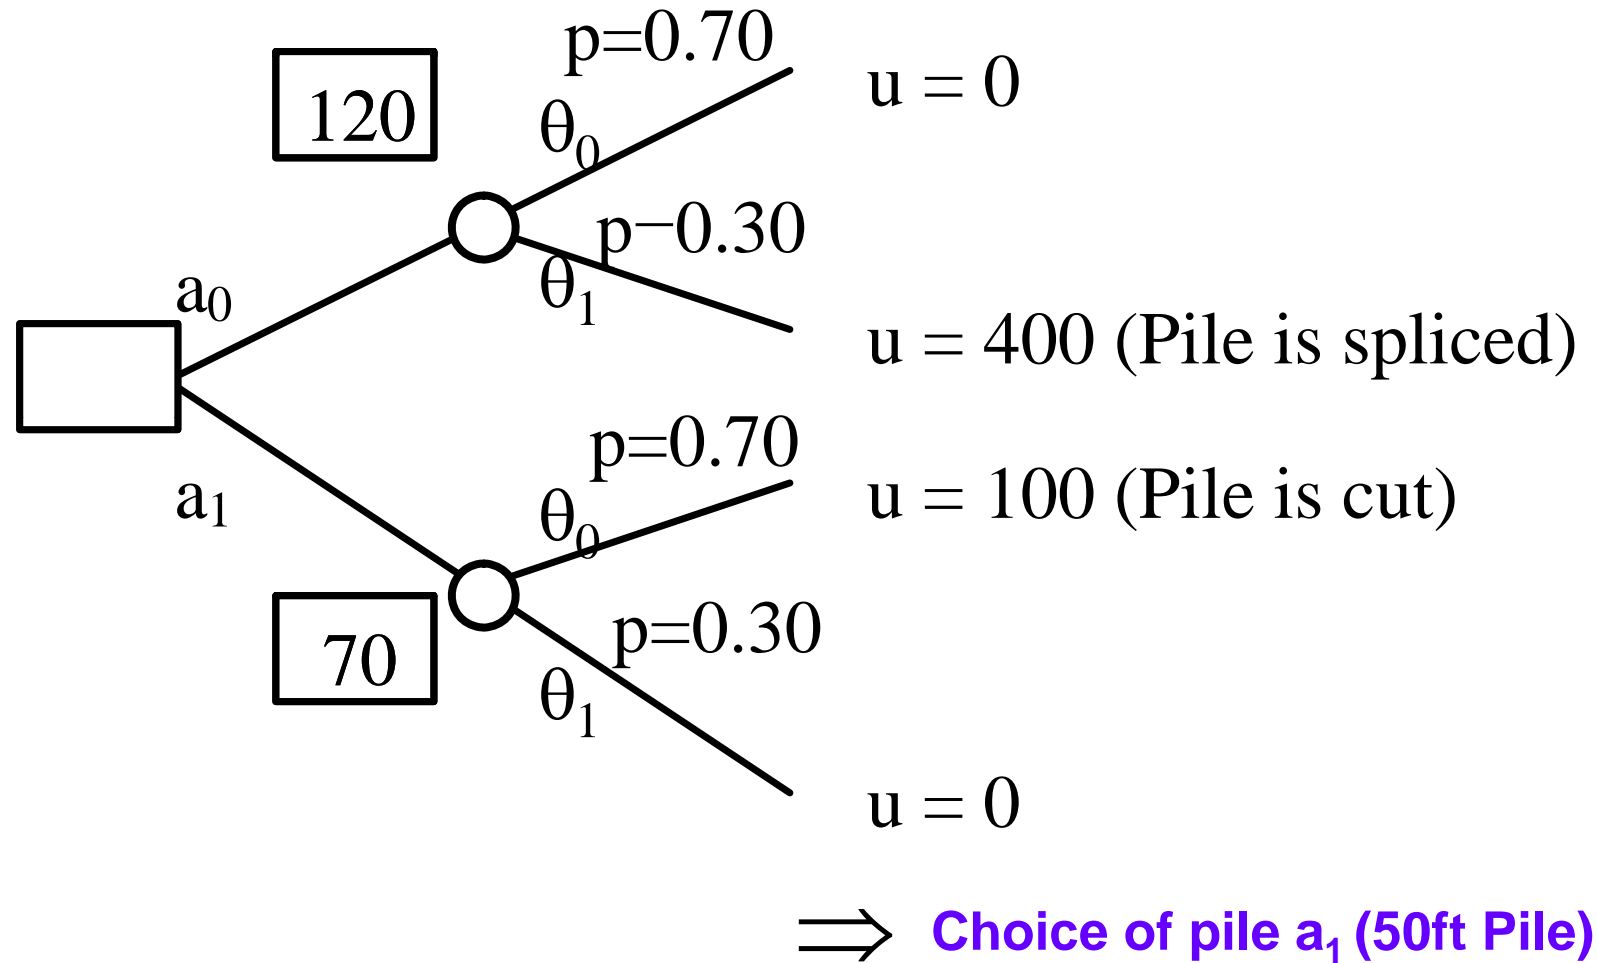 p=0.70
u = 0
120
θ₀
p−0.30
θ₁
a₀
u = 400 (Pile is spliced)
p=0.70
u = 100 (Pile is cut)
a₁
θ₀
p=0.30
70
θ₁
u = 0
⇒ Choice of pile a₁ (50ft Pile)